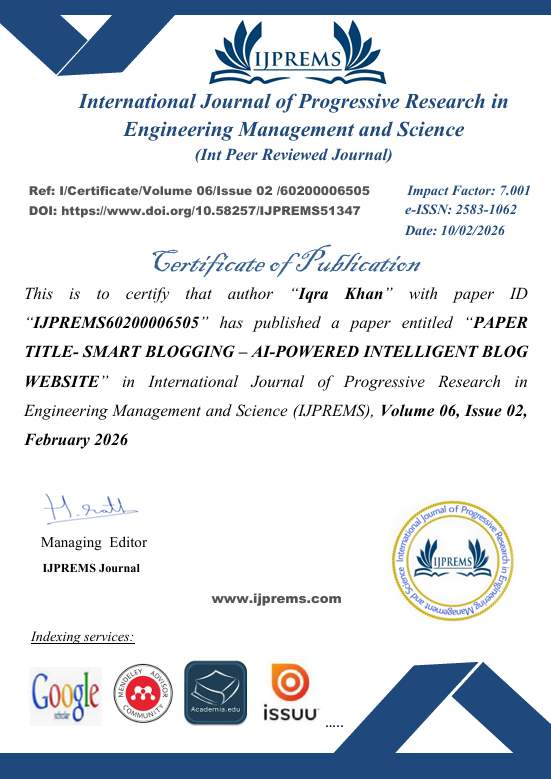 IJPREMS
International Journal of Progressive Research in
Engineering Management and Science
(Int Peer Reviewed Journal)
Ref: I/Certificate/Volume 06/Issue 02 /60200006505
Impact Factor: 7.001
DOI: https://www.doi.org/10.58257/IJPREMS51347
e-ISSN: 2583-1062
Date: 10/02/2026
Certificate of Publication
This is to certify that author “Iqra Khan” with paper ID
“IJPREMS60200006505” has published a paper entitled “PAPER
TITLE- SMART BLOGGING – AI-POWERED INTELLIGENT BLOG
WEBSITE” in International Journal of Progressive Research in
Engineering Management and Science (IJPREMS), Volume 06, Issue 02,
February 2026
Managing Editor
IJPREMS Journal
International Journal of Progressive Research in Engineering Management and Science
IJPREMS
www.ijprems.com
Indexing services:
Google
scholar
MENDELEY ADVISOR
COMMUNITY
Academia.edu
issuu
.....